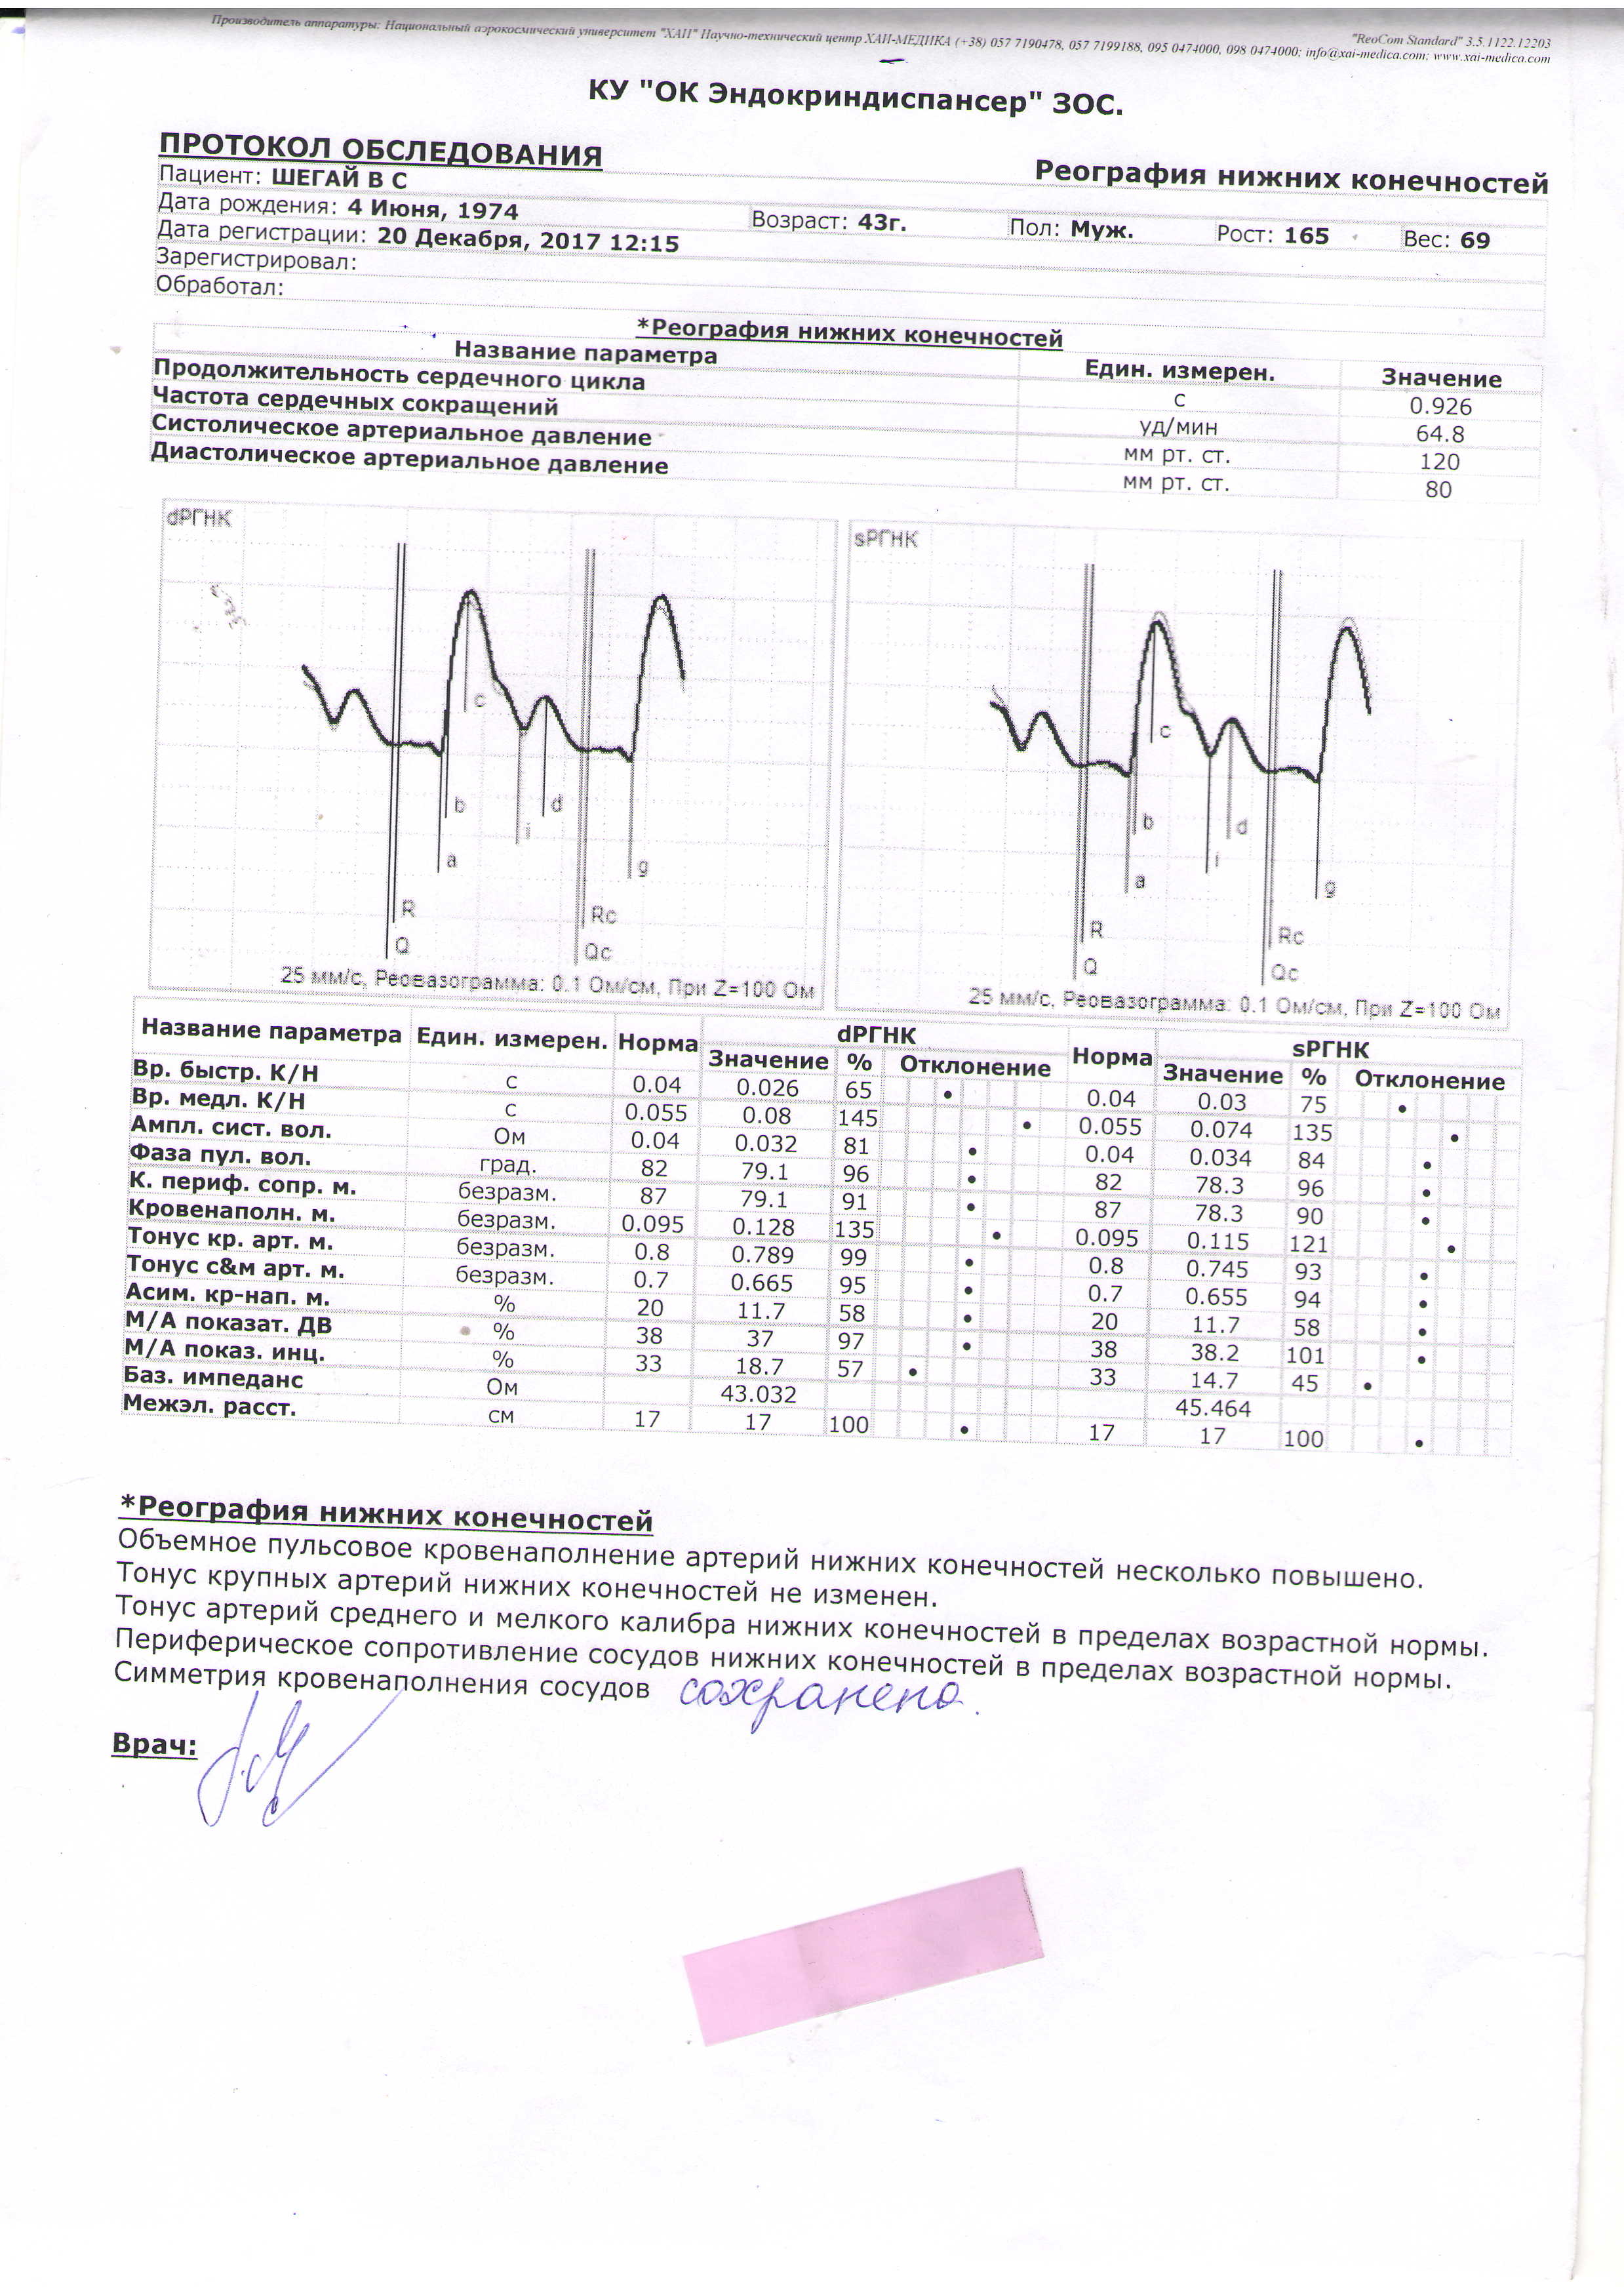 Производитель аппаратуры: Национальный аэрокосмический университет "ХАИ" Научно-технический центр ХАИ-МЕДИКА (+38) 057 7190478, 057 7199188, 095 0474000, 098 0474000; info@xai-medica.com; www.xai-medica.com
"ReoCom Standard" 3.5.1122.12203
КУ "ОК Эндокриндиспансер" ЗОС.
ПРОТОКОЛ ОБСЛЕДОВАНИЯ Реография нижних конечностей
Пациент: ШЕГАЙ В С
Дата рождения: 4 Июня, 1974 Возраст: 43г. Пол: Муж. Рост: 165 Вес: 69
Дата регистрации: 20 Декабря, 2017 12:15
Зарегистрировал:
Обработал:
*Реография нижних конечностей
Название параметра Един. измерен. Значение
Продолжительность сердечного цикла с 0.926
Частота сердечных сокращений уд/мин 64.8
Систолическое артериальное давление мм рт. ст. 120
Диастолическое артериальное давление мм рт. ст. 80
dРГНК
c
b
d
i
a
g
R
Rc
Q
Qc
25 мм/с, Реовазограмма: 0.1 Ом/см, При Z=100 Ом
sРГНК
c
b
d
i
a
g
R
Rc
Q
Qc
25 мм/с, Реовазограмма: 0.1 Ом/см, При Z=100 Ом
Название параметра Един. измерен. Норма dРГНК Норма sРГНК
Значение % Отклонение Значение % Отклонение
Вр. быстр. К/Н с 0.04 0.026 65 0.04 0.03 75
Вр. медл. К/Н с 0.055 0.08 145 0.055 0.074 135
Ампл. сист. вол. Ом 0.04 0.032 81 0.04 0.034 84
Фаза пул. вол. град. 82 79.1 96 82 78.3 96
К. периф. сопр. м. безразм. 87 79.1 91 87 78.3 90
Кровенаполн. м. безразм. 0.095 0.128 135 0.095 0.115 121
Тонус кр. арт. м. безразм. 0.8 0.789 99 0.8 0.745 93
Тонус с&м арт. м. безразм. 0.7 0.665 95 0.7 0.655 94
Асим. кр-нап. м. % 20 11.7 58 20 11.7 58
М/А показат. ДВ % 38 37 97 38 38.2 101
М/А показ. инц. % 33 18.7 57 33 14.7 45
Баз. импеданс Ом 43.032 45.464
Межэл. расст. см 17 17 100 17 17 100
*Реография нижних конечностей
Объемное пульсовое кровенаполнение артерий нижних конечностей несколько повышено.
Тонус крупных артерий нижних конечностей не изменен.
Тонус артерий среднего и мелкого калибра нижних конечностей в пределах возрастной нормы.
Периферическое сопротивление сосудов нижних конечностей в пределах возрастной нормы.
Симметрия кровенаполнения сосудов сохранена.
Врач: